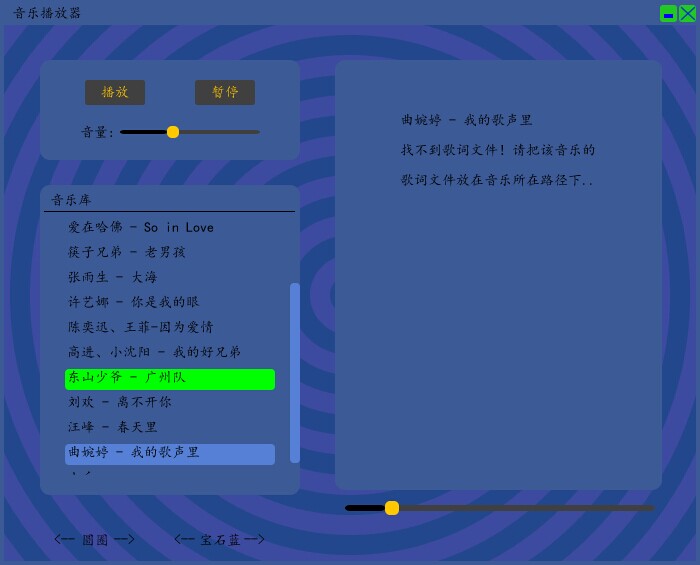 音乐播放器
播放
暂停
音量:
音乐库
爱在哈佛 - So in Love
筷子兄弟 - 老男孩
张雨生 - 大海
许艺娜 - 你是我的眼
陈奕迅、王菲-因为爱情
高进、小沈阳 - 我的好兄弟
东山少爷 - 广州队
刘欢 - 离不开你
汪峰 - 春天里
曲婉婷 - 我的歌声里
曲婉婷 - 我的歌声里
找不到歌词文件！请把该音乐的
歌词文件放在音乐所在路径下..
<-- 圆圈 -->
<-- 宝石蓝 -->